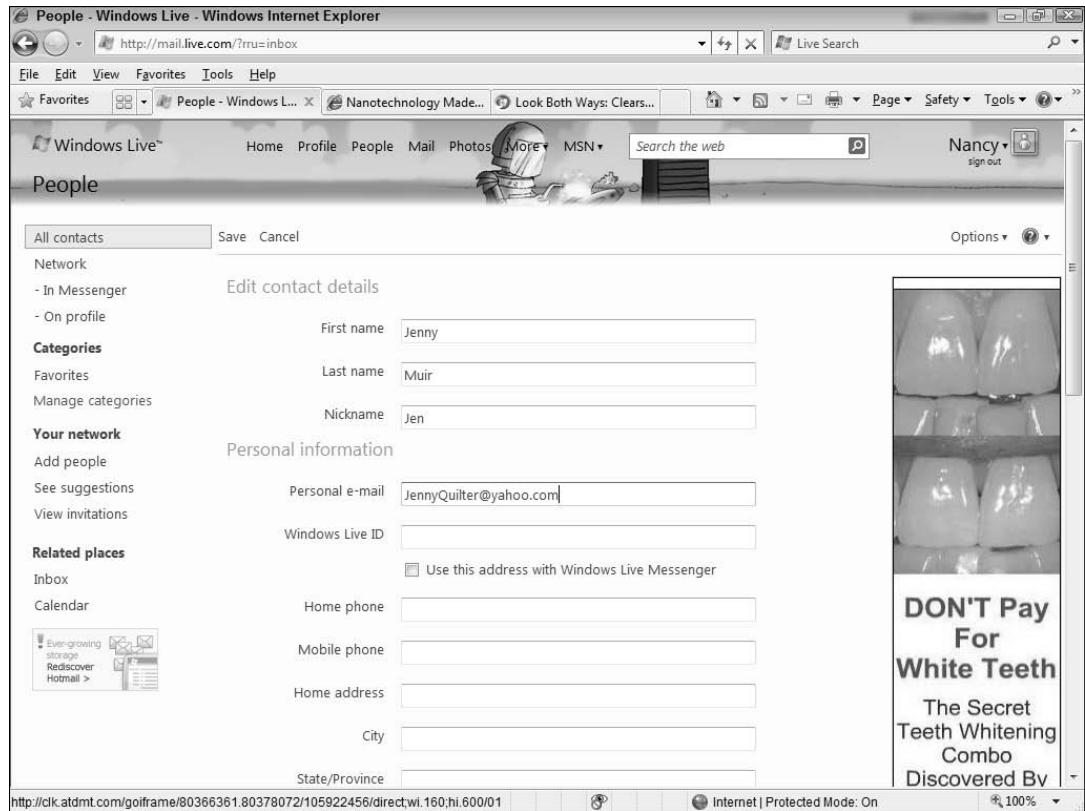 People - Windows Live - Windows Internet Explorer
http://mail.live.com/?rru=inbox
Live Search
File Edit View Favorites Tools Help
Favorites
People - Windows L...
Nanotechnology Made...
Look Both Ways: Clears...
Page Safety Tools
Windows Live™
Home Profile People Mail Photos More MSN
Search the web
Nancy
sign out
People
All contacts
Network
- In Messenger
- On profile
Categories
Favorites
Manage categories
Your network
Add people
See suggestions
View invitations
Related places
Inbox
Calendar
Ever-growing
storage
Rediscover
Hotmail >
Save Cancel
Options
Edit contact details
First name Jenny
Last name Muir
Nickname Jen
Personal information
Personal e-mail JennyQuilter@yahoo.com
Windows Live ID
Use this address with Windows Live Messenger
Home phone
Mobile phone
Home address
City
State/Province
DON'T Pay
For
White Teeth
The Secret
Teeth Whitening
Combo
Discovered By
http://clk.atdmt.com/goiframe/80366361.80378072/105922456/direct;wi.160;hi.600/01
Internet | Protected Mode: On
100%